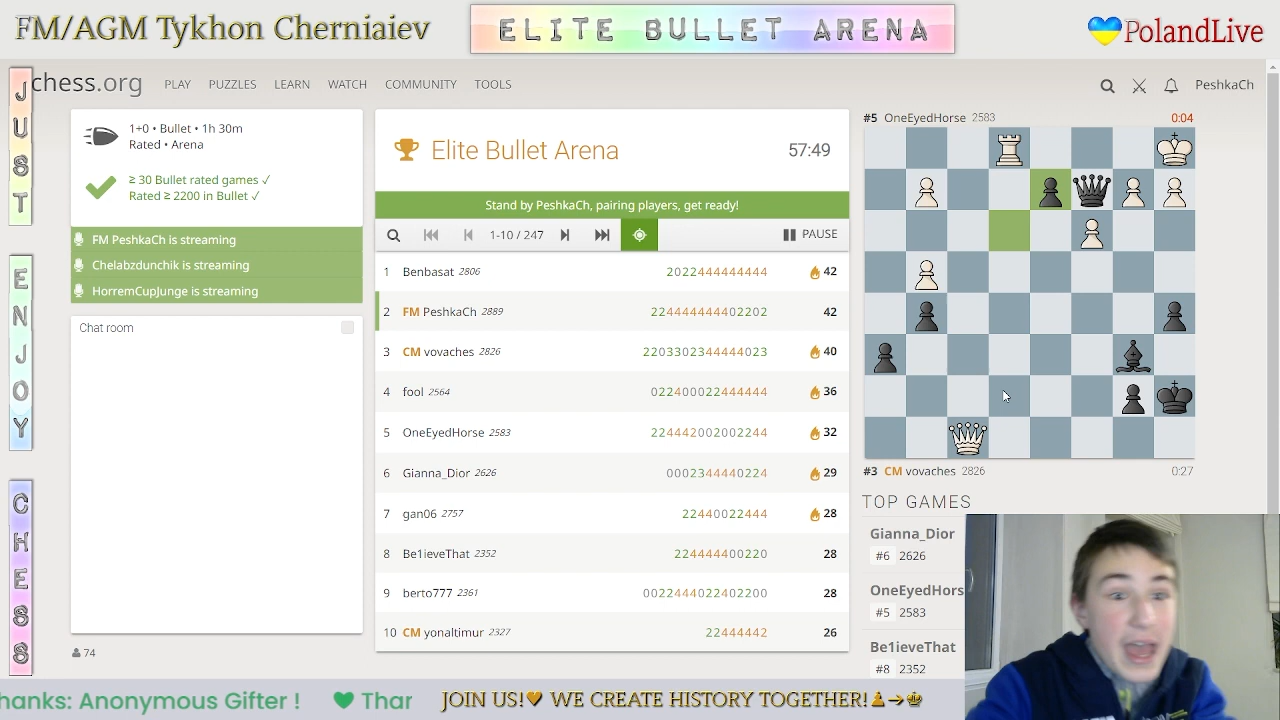 FM/AGM Tykhon Cherniaiev
ELITE BULLET ARENA
PolandLive
JUST
ENJOY
CHESS
chess.org
PLAY PUZZLES LEARN WATCH COMMUNITY TOOLS
PeshkaCh
1+0 • Bullet • 1h 30m
Rated • Arena
≥ 30 Bullet rated games ✓
Rated ≥ 2200 in Bullet ✓
FM PeshkaCh is streaming
Chelabzdunchik is streaming
HorremCupJunge is streaming
Chat room
74
Elite Bullet Arena 57:49
Stand by PeshkaCh, pairing players, get ready!
1-10 / 247 PAUSE
1 Benbasat 2806 2022444444444 42
2 FM PeshkaCh 2889 22444444402202 42
3 CM vovaches 2826 220330234444023 40
4 fool 2564 022400022444444 36
5 OneEyedHorse 2583 224442002002244 32
6 Gianna_Dior 2626 0002344440224 29
7 gan06 2757 22440022444 28
8 Be1ieveThat 2352 224444400220 28
9 berto777 2361 002244402240220 28
10 CM yonaltimur 2327 22444442 26
#5 OneEyedHorse 2583 0:04
#3 CM vovaches 2826 0:27
TOP GAMES
Gianna_Dior
#6 2626
OneEyedHors
#5 2583
Be1ieveThat
#8 2352
hanks: Anonymous Gifter ! Thar
JOIN US! WE CREATE HISTORY TOGETHER!